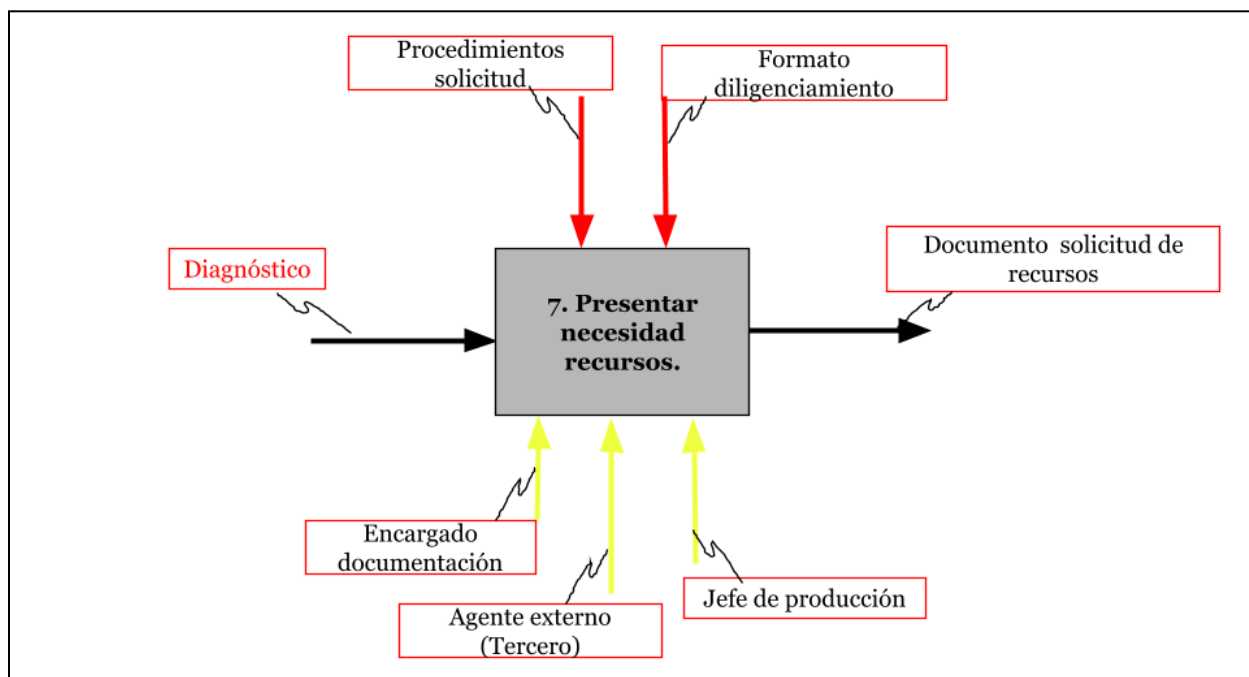 Procedimientos
solicitud
Formato
diligenciamiento
Diagnóstico
Documento solicitud de
recursos
7. Presentar
necesidad
recursos.
Encargado
documentación
Agente externo
(Tercero)
Jefe de producción